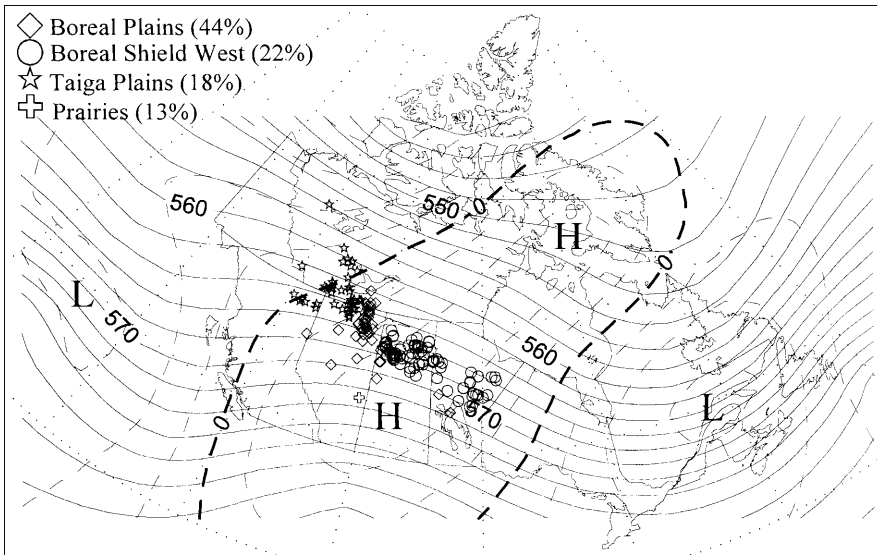 Boreal Plains (44%)
Boreal Shield West (22%)
Taiga Plains (18%)
Prairies (13%)
560
550
0
H
0
L
570
560
0
H
570
L